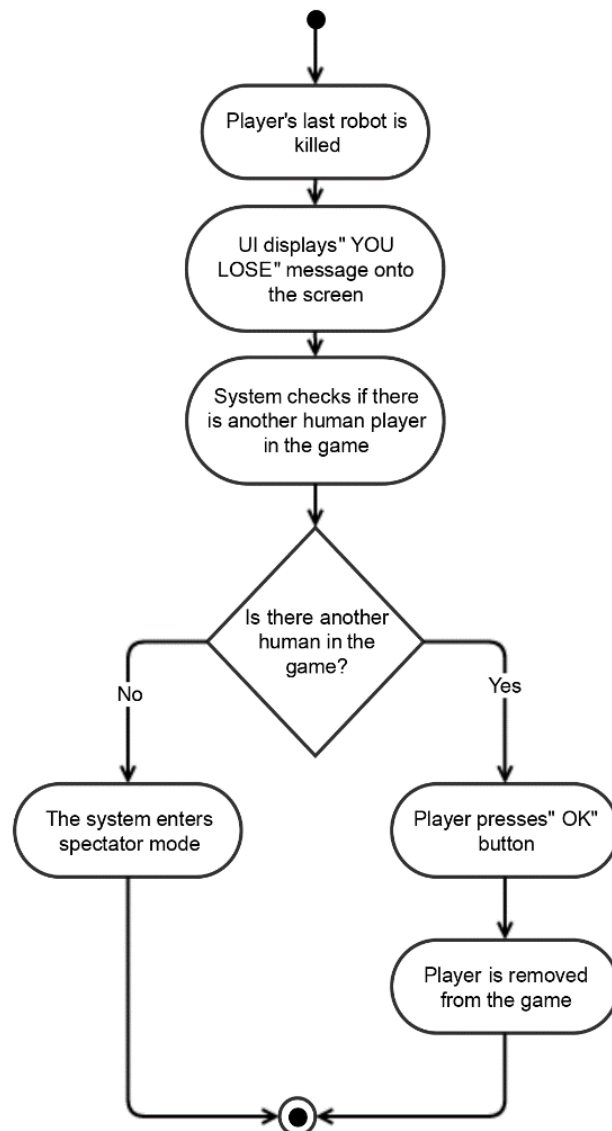 Player's last robot is
killed
UI displays" YOU
LOSE" message onto
the screen
System checks if there
is another human player
in the game
Is there another
human in the
game?
No
Yes
The system enters
spectator mode
Player presses" OK"
button
Player is removed
from the game